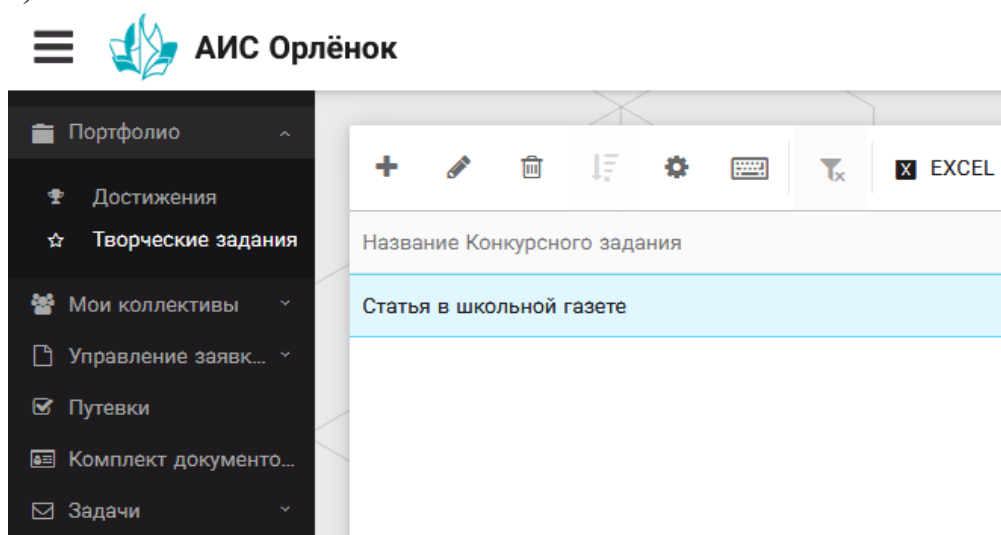 АИС Орлёнок
Портфолио
Достижения
Творческие задания
Мои коллективы
Управление заявк...
Путевки
Комплект документо...
Задачи
EXCEL
Название Конкурсного задания
Статья в школьной газете